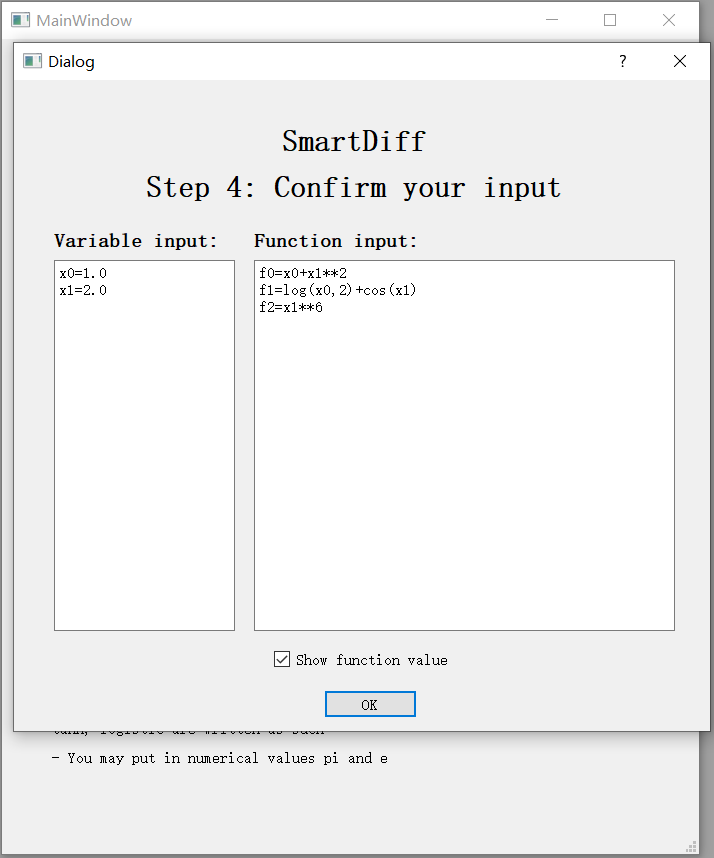 MainWindow
Dialog
?
SmartDiff
Step 4: Confirm your input
Variable input:
Function input:
x0=1.0
x1=2.0
f0=x0+x1**2
f1=log(x0,2)+cos(x1)
f2=x1**6
Show function value
OK
tanh, logistic are written as such
- You may put in numerical values pi and e